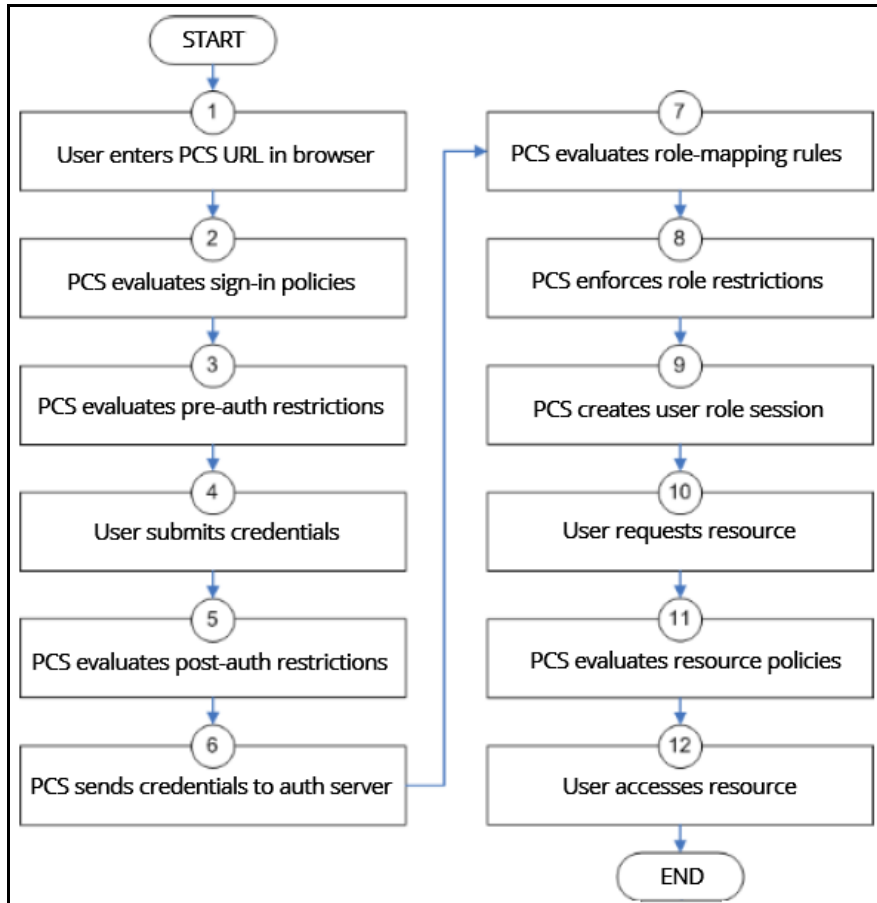 START
1
User enters PCS URL in browser
2
PCS evaluates sign-in policies
3
PCS evaluates pre-auth restrictions
4
User submits credentials
5
PCS evaluates post-auth restrictions
6
PCS sends credentials to auth server
7
PCS evaluates role-mapping rules
8
PCS enforces role restrictions
9
PCS creates user role session
10
User requests resource
11
PCS evaluates resource policies
12
User accesses resource
END